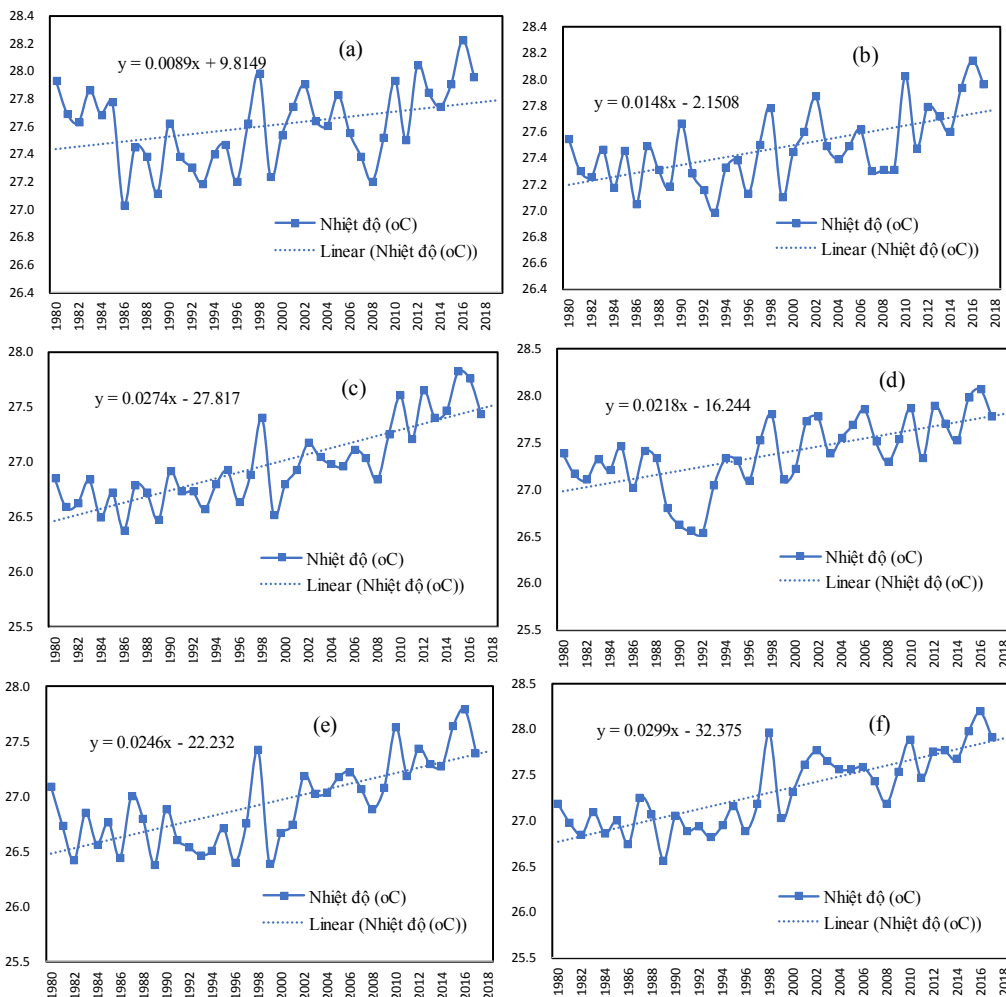 28.4
28.2
28.0
27.8
27.6
27.4
27.2
27.0
26.8
26.6
26.4
(a)
y = 0.0089x + 9.8149
Nhiệt độ (oC)
Linear (Nhiệt độ (oC))
1980 1982 1984 1986 1988 1990 1992 1994 1996 1998 2000 2002 2004 2006 2008 2010 2012 2014 2016 2018
28.4
28.2
28.0
27.8
27.6
27.4
27.2
27.0
26.8
26.6
26.4
(b)
y = 0.0148x - 2.1508
Nhiệt độ (oC)
Linear (Nhiệt độ (oC))
1980 1982 1984 1986 1988 1990 1992 1994 1996 1998 2000 2002 2004 2006 2008 2010 2012 2014 2016 2018
28.0
27.5
27.0
26.5
26.0
25.5
(c)
y = 0.0274x - 27.817
Nhiệt độ (oC)
Linear (Nhiệt độ (oC))
1980 1982 1984 1986 1988 1990 1992 1994 1996 1998 2000 2002 2004 2006 2008 2010 2012 2014 2016 2018
28.5
28.0
27.5
27.0
26.5
26.0
25.5
(d)
y = 0.0218x - 16.244
Nhiệt độ (oC)
Linear (Nhiệt độ (oC))
1980 1982 1984 1986 1988 1990 1992 1994 1996 1998 2000 2002 2004 2006 2008 2010 2012 2014 2016 2018
28.0
27.5
27.0
26.5
26.0
25.5
(e)
y = 0.0246x - 22.232
Nhiệt độ (oC)
Linear (Nhiệt độ (oC))
1980 1982 1984 1986 1988 1990 1992 1994 1996 1998 2000 2002 2004 2006 2008 2010 2012 2014 2016 2018
28.5
28.0
27.5
27.0
26.5
26.0
25.5
(f)
y = 0.0299x - 32.375
Nhiệt độ (oC)
Linear (Nhiệt độ (oC))
1980 1982 1984 1986 1988 1990 1992 1994 1996 1998 2000 2002 2004 2006 2008 2010 2012 2014 2016 2018